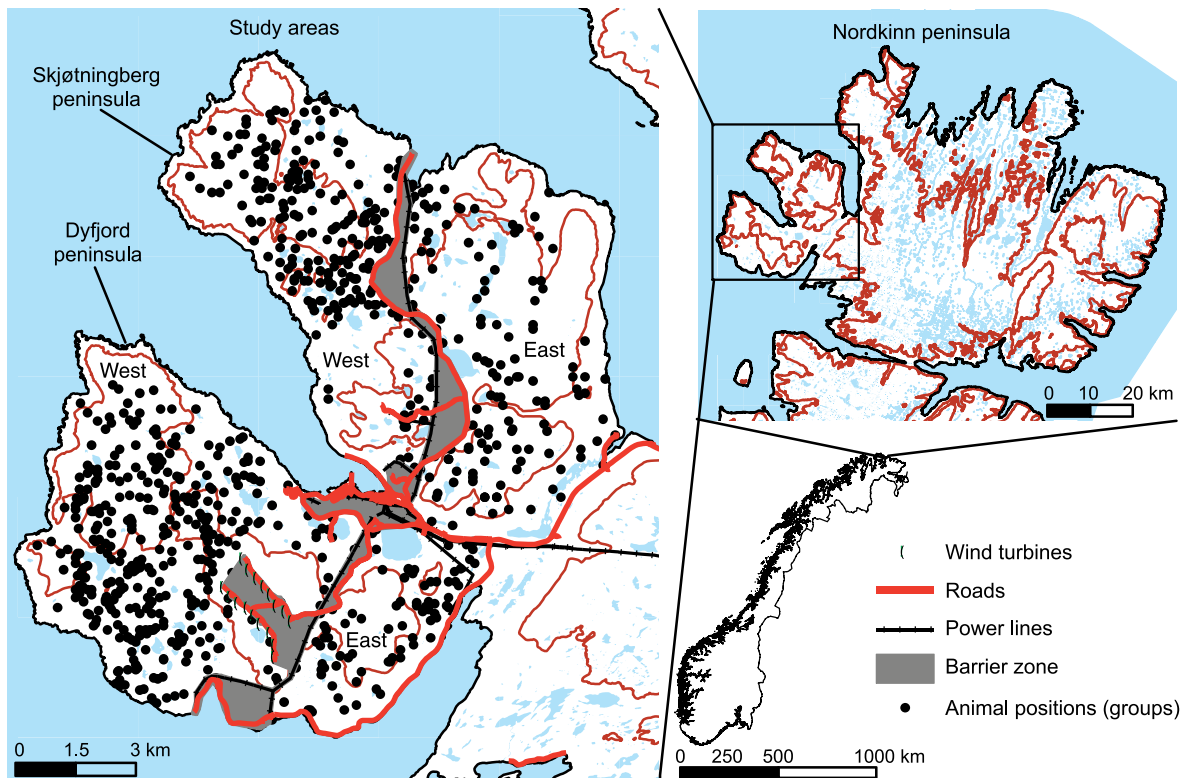 Study areas
Skjøtningberg
peninsula
Dyfjord
peninsula
West
East
West
East
0 1.5 3 km
Nordkinn peninsula
0 10 20 km
Wind turbines
Roads
Power lines
Barrier zone
Animal positions (groups)
0 250 500 1000 km